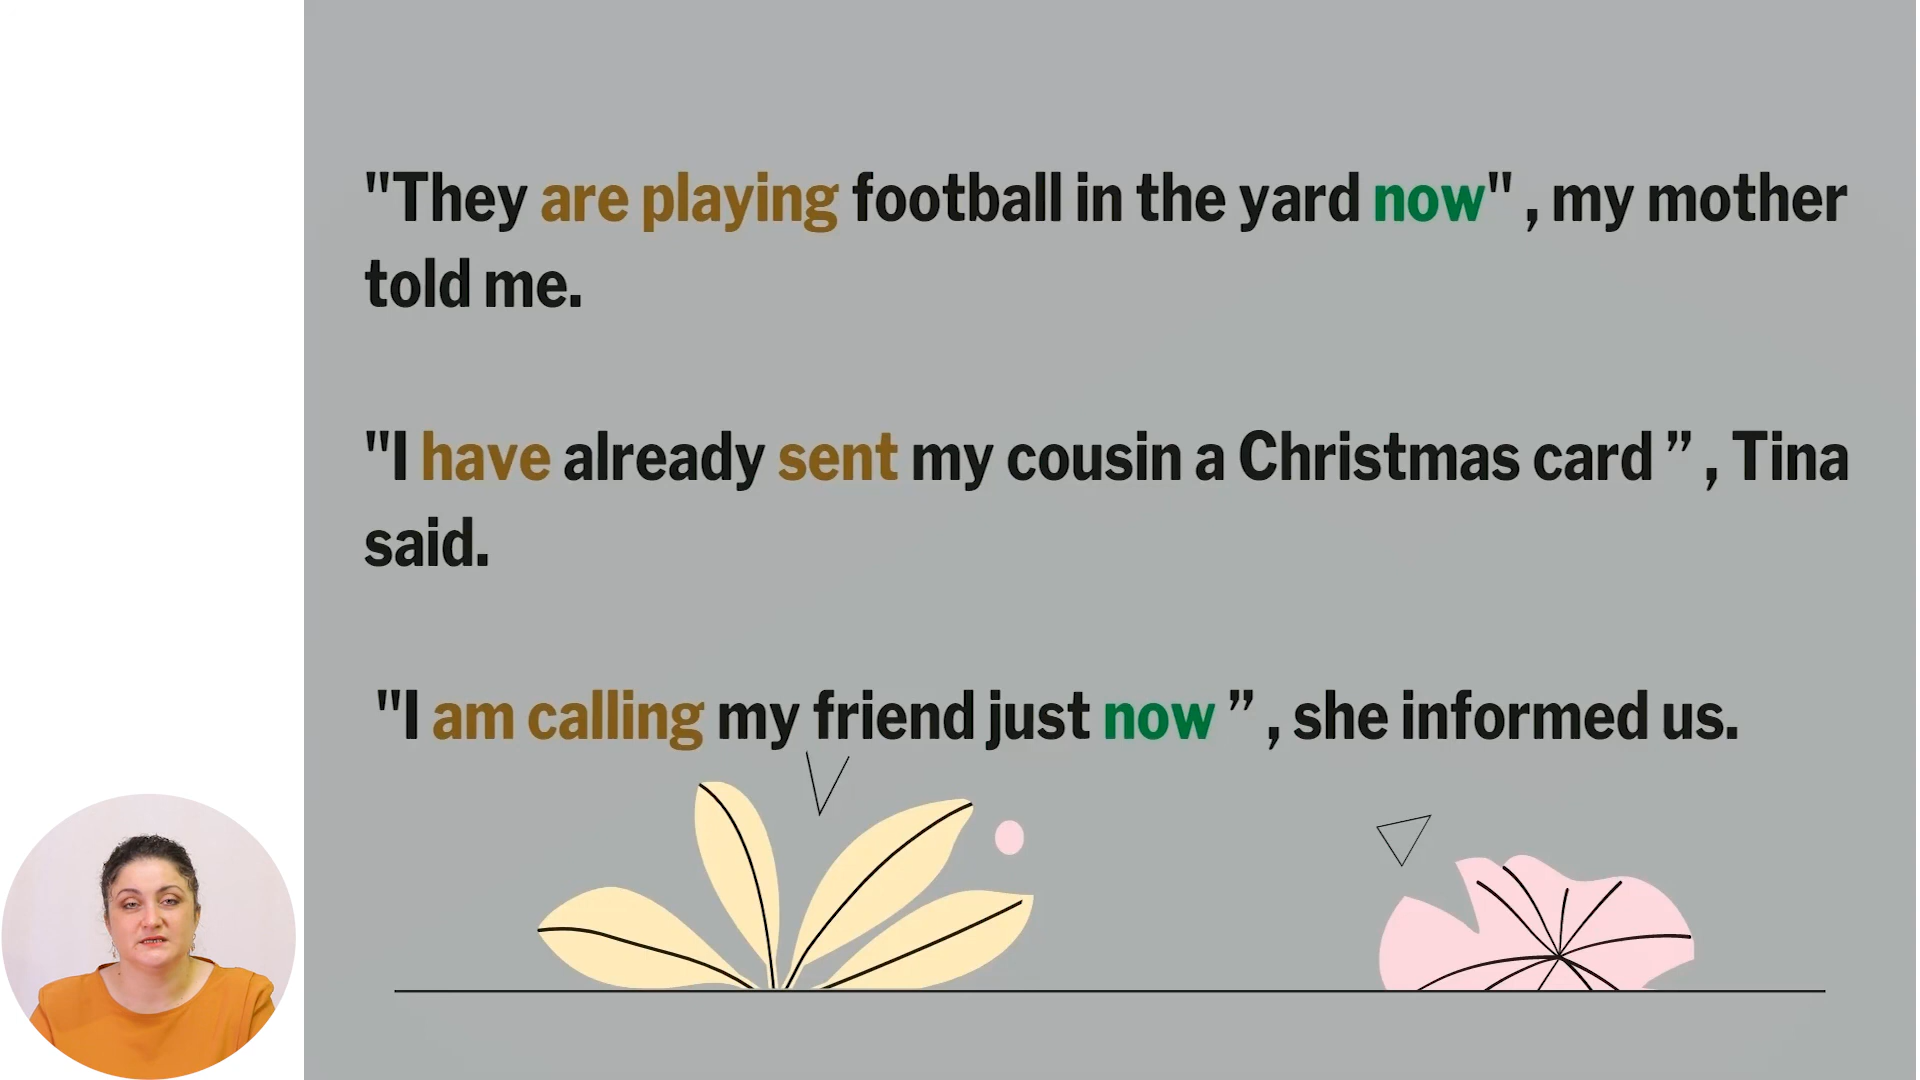 "They are playing football in the yard now" , my mother
told me.
"I have already sent my cousin a Christmas card ” , Tina
said.
"I am calling my friend just now ” , she informed us.